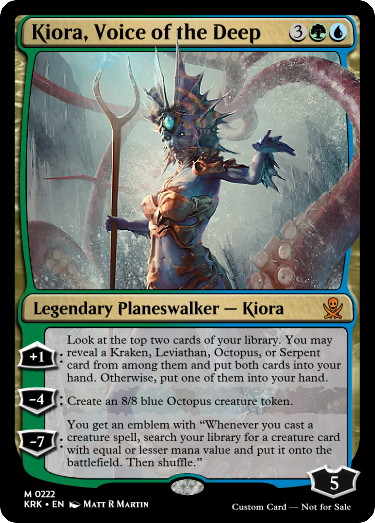 Kiora, Voice of the Deep 3
Legendary Planeswalker — Kiora
+1: Look at the top two cards of your library. You may
reveal a Kraken, Leviathan, Octopus, or Serpent
card from among them and put both cards into your
hand. Otherwise, put one of them into your hand.
−4: Create an 8/8 blue Octopus creature token.
−7: You get an emblem with “Whenever you cast a
creature spell, search your library for a creature card
with equal or lesser mana value and put it onto the
battlefield. Then shuffle.”
5
M 0222
KRK • EN Matt R Martin
Custom Card — Not for Sale